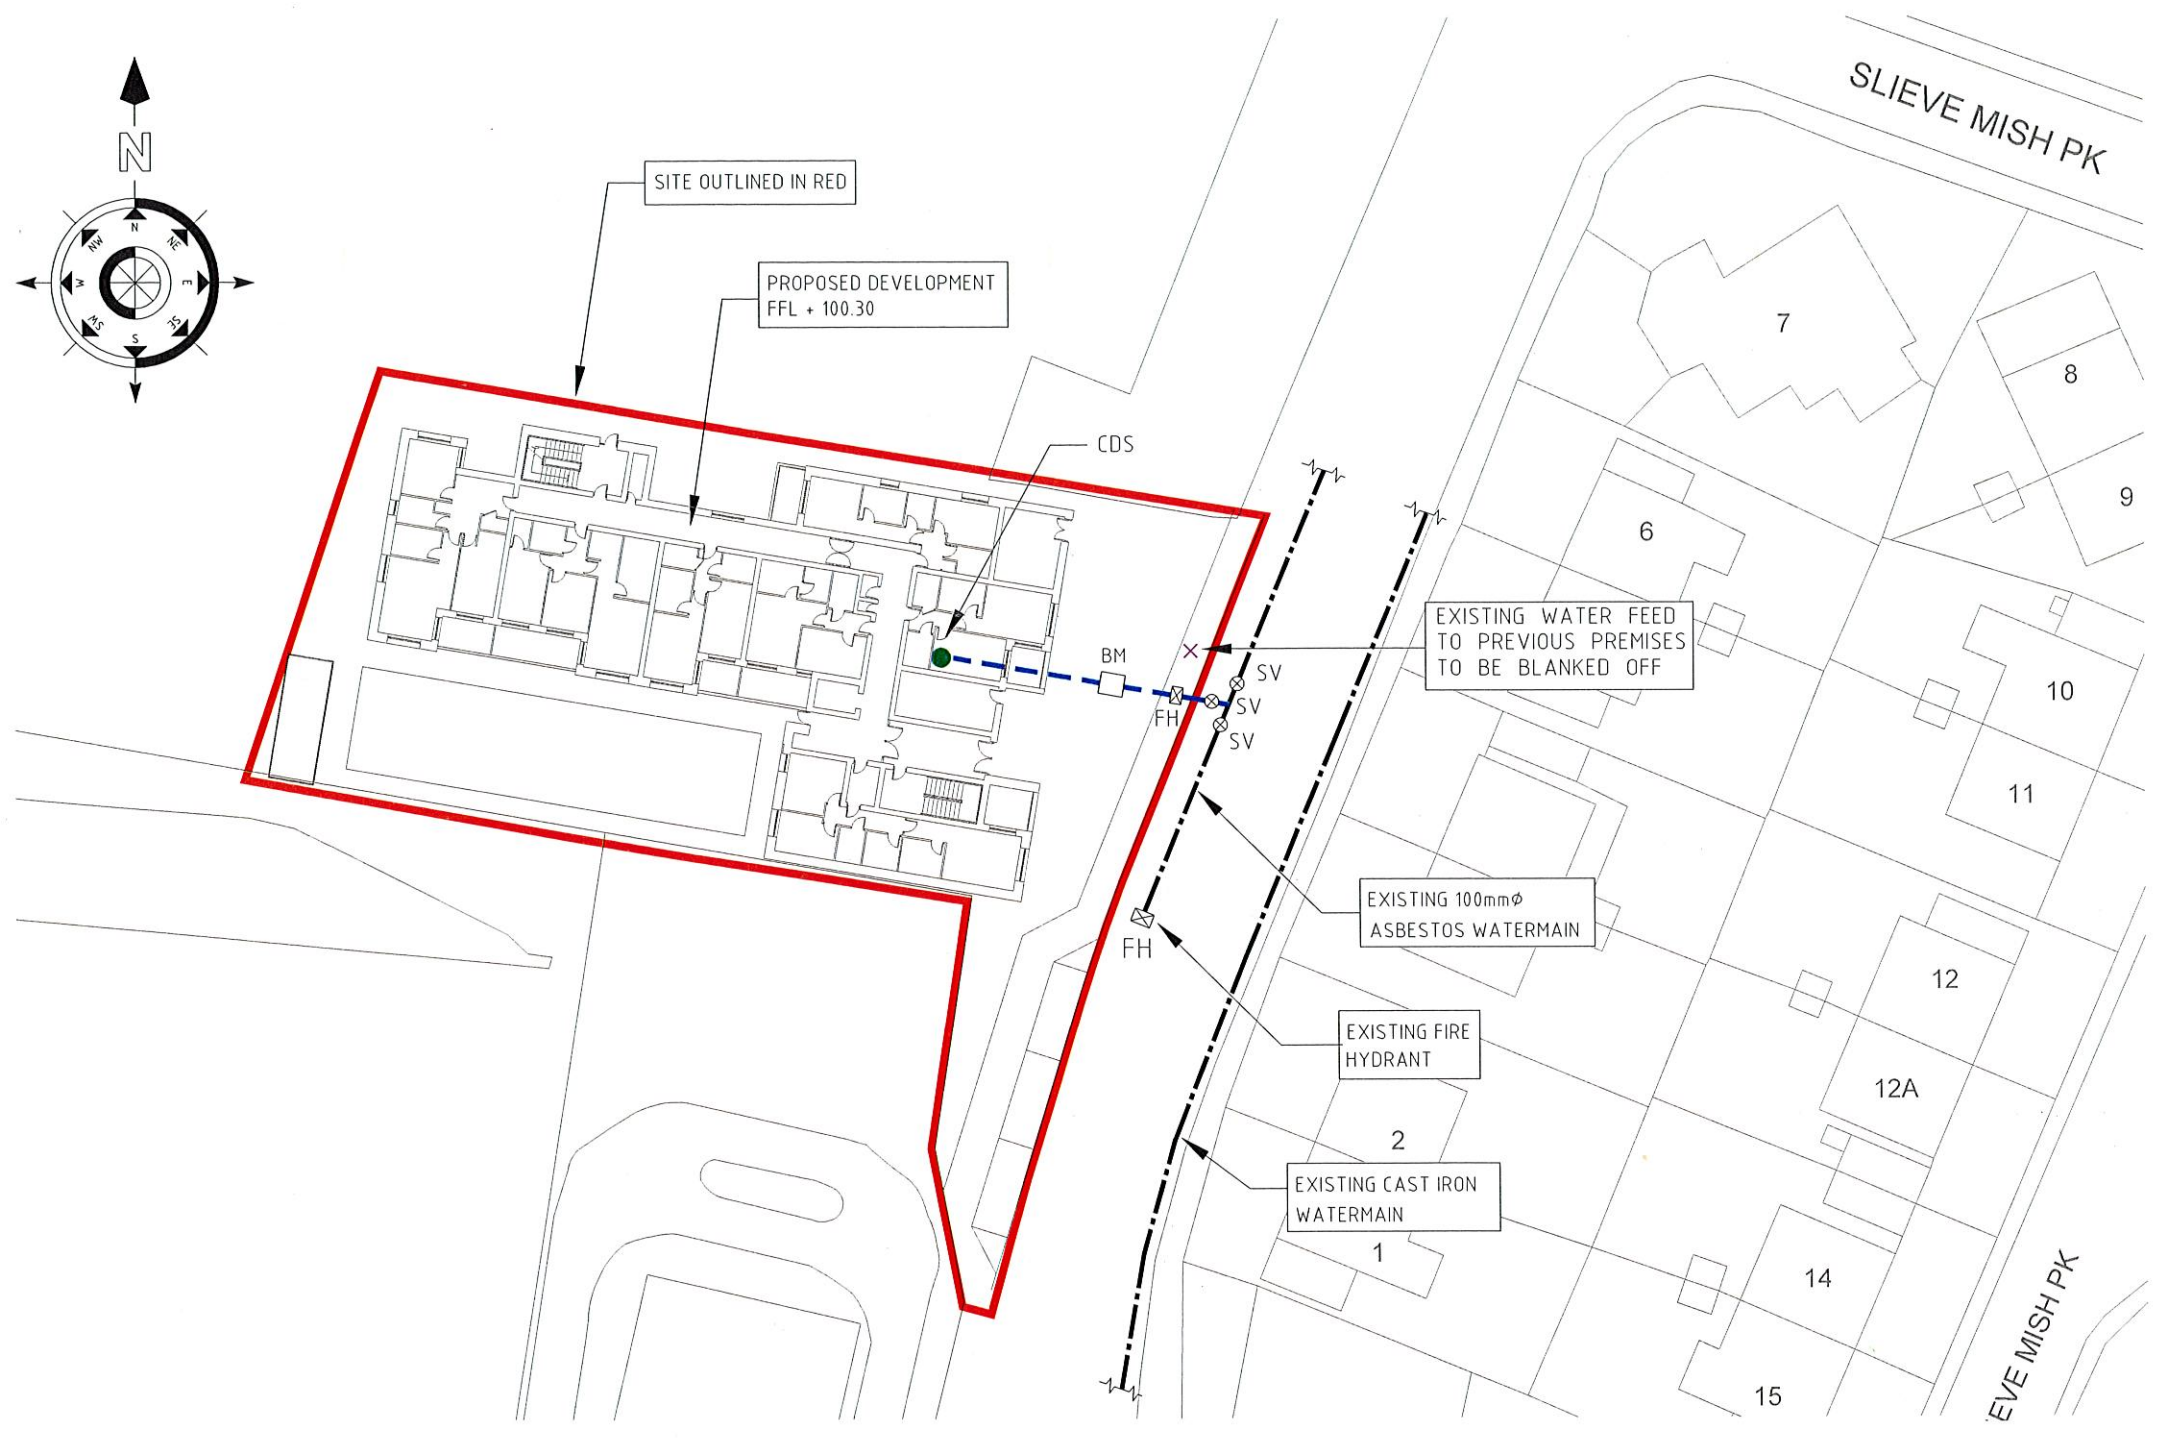 SLIEVE MISH PK
N
N
NE
E
SE
S
SW
W
NW
SITE OUTLINED IN RED
PROPOSED DEVELOPMENT
FFL + 100.30
CDS
7
8
9
6
EXISTING WATER FEED
TO PREVIOUS PREMISES
TO BE BLANKED OFF
BM
SV
FH
SV
SV
10
11
EXISTING 100mmϕ
ASBESTOS WATERMAIN
FH
12
EXISTING FIRE
HYDRANT
12A
2
EXISTING CAST IRON
WATERMAIN
1
14
15
EVE MISH PK